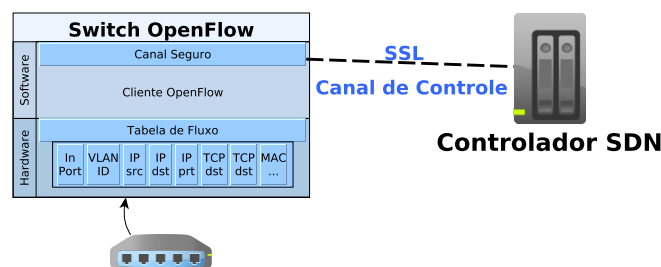 Switch OpenFlow
Software
Canal Seguro
Cliente OpenFlow
SSL
Canal de Controle
Controlador SDN
Hardware
Tabela de Fluxo
In Port
VLAN ID
IP src
IP dst
IP prt
TCP dst
TCP dst
MAC ...